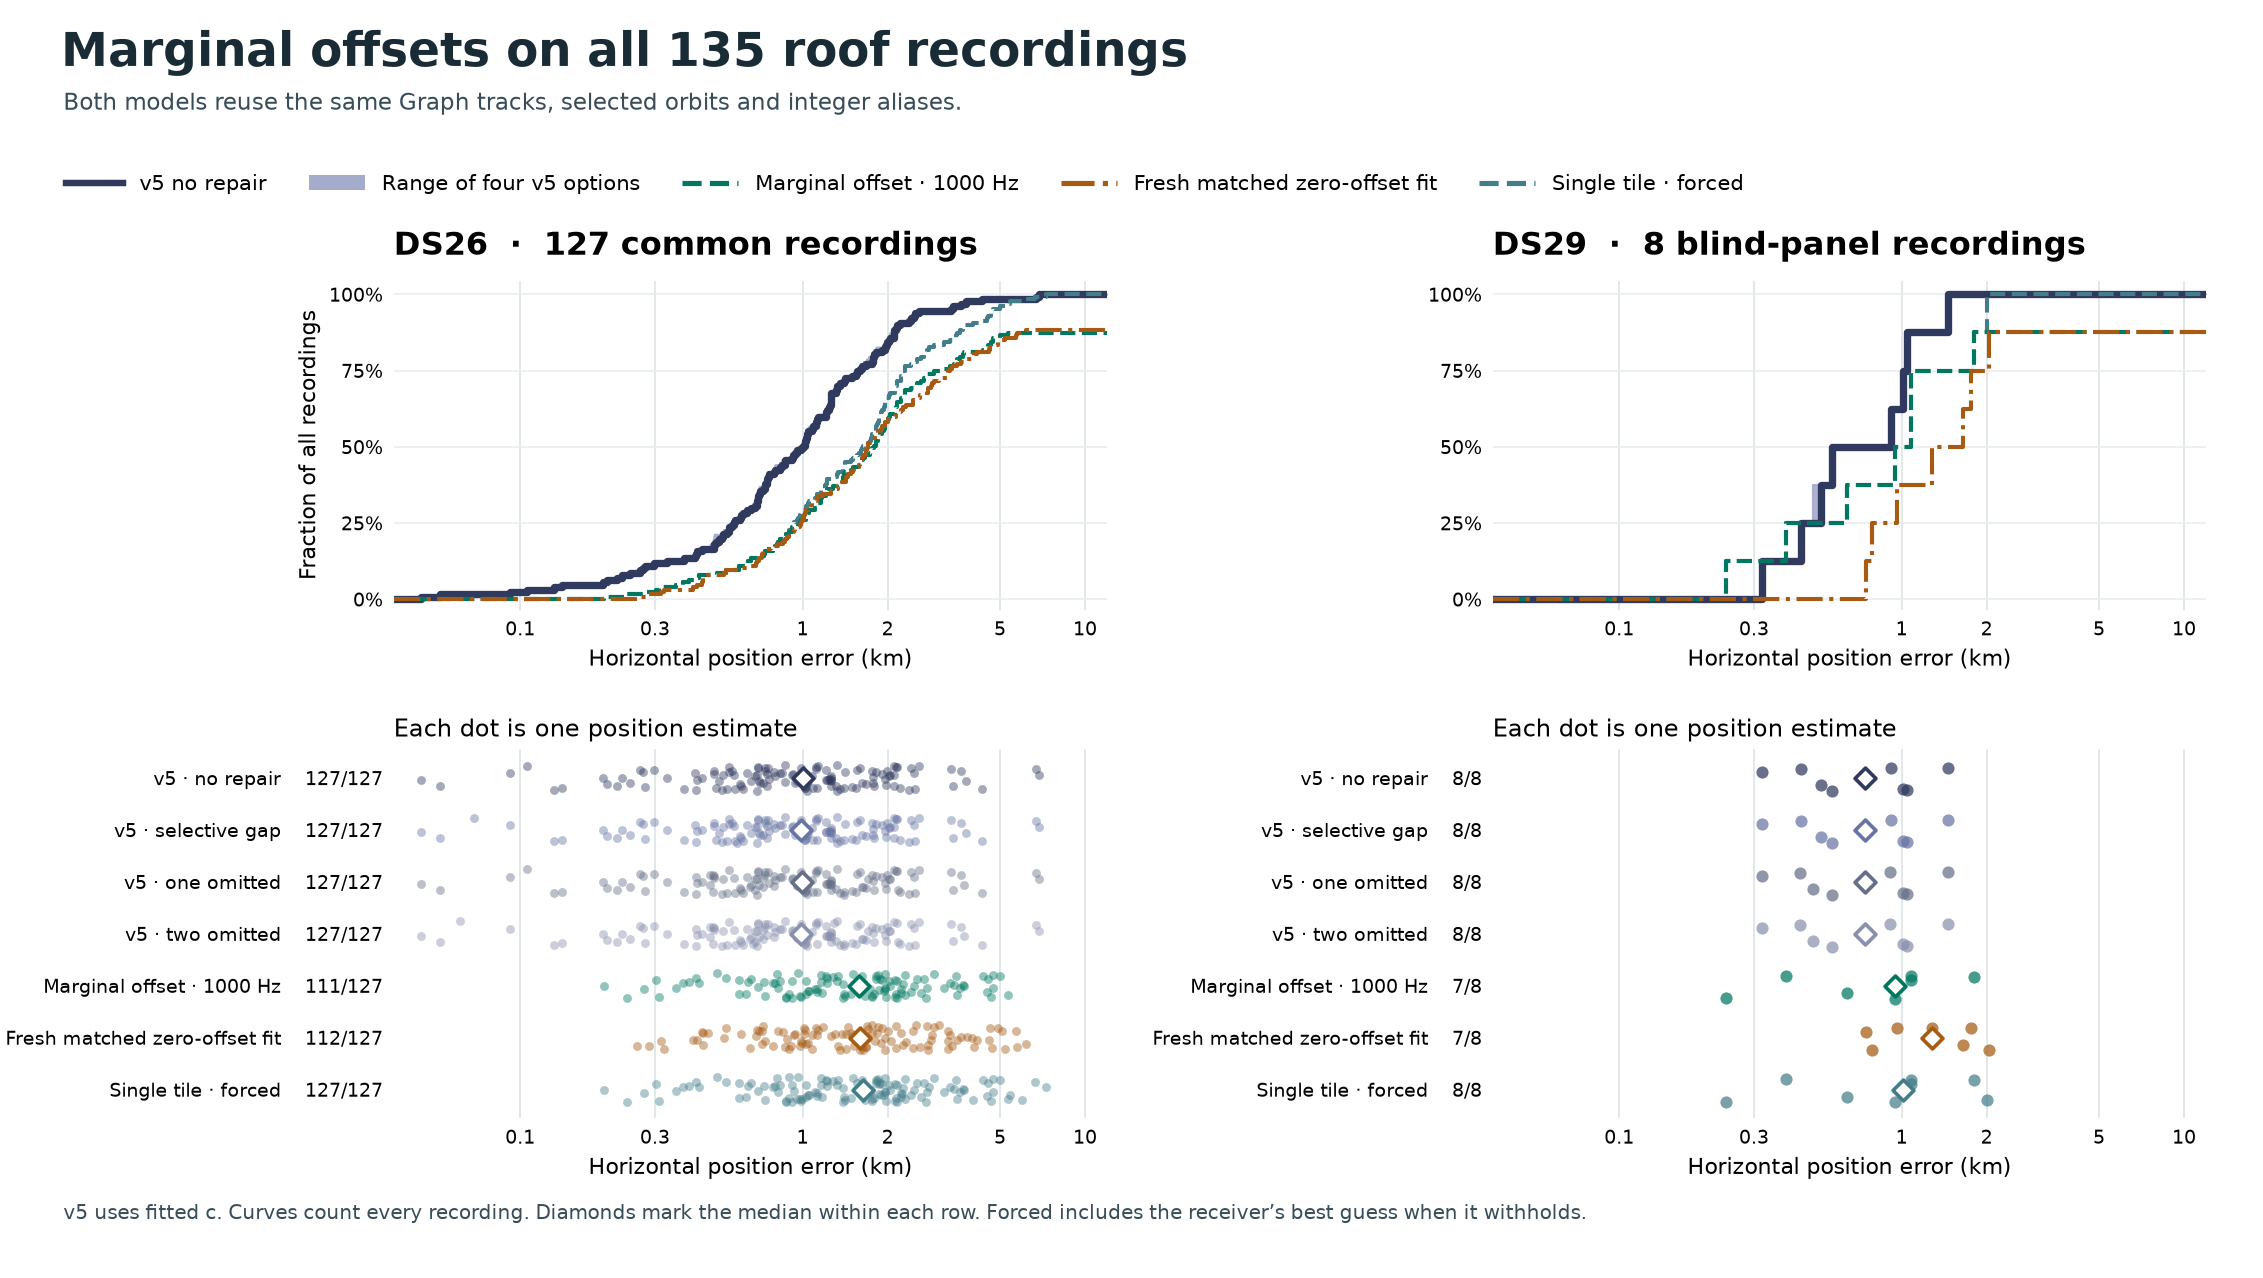 Marginal offsets on all 135 roof recordings
Both models reuse the same Graph tracks, selected orbits and integer aliases.
v5 no repair
Range of four v5 options
Marginal offset · 1000 Hz
Fresh matched zero-offset fit
Single tile · forced
DS26 · 127 common recordings
Fraction of all recordings
100%
75%
50%
25%
0%
0.1 0.3 1 2 5 10
Horizontal position error (km)
DS29 · 8 blind-panel recordings
100%
75%
50%
25%
0%
0.1 0.3 1 2 5 10
Horizontal position error (km)
Each dot is one position estimate
v5 · no repair 127/127
v5 · selective gap 127/127
v5 · one omitted 127/127
v5 · two omitted 127/127
Marginal offset · 1000 Hz 111/127
Fresh matched zero-offset fit 112/127
Single tile · forced 127/127
0.1 0.3 1 2 5 10
Horizontal position error (km)
Each dot is one position estimate
v5 · no repair 8/8
v5 · selective gap 8/8
v5 · one omitted 8/8
v5 · two omitted 8/8
Marginal offset · 1000 Hz 7/8
Fresh matched zero-offset fit 7/8
Single tile · forced 8/8
0.1 0.3 1 2 5 10
Horizontal position error (km)
v5 uses fitted c. Curves count every recording. Diamonds mark the median within each row. Forced includes the receiver’s best guess when it withholds.